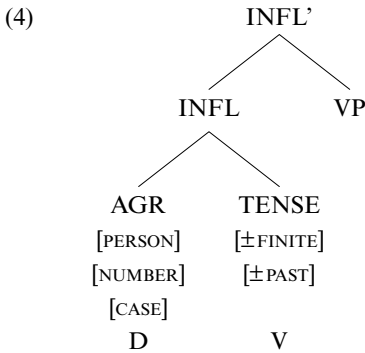 (4) INFL’
INFL VP
AGR TENSE
[PERSON] [±FINITE]
[NUMBER] [±PAST]
[CASE]
D V